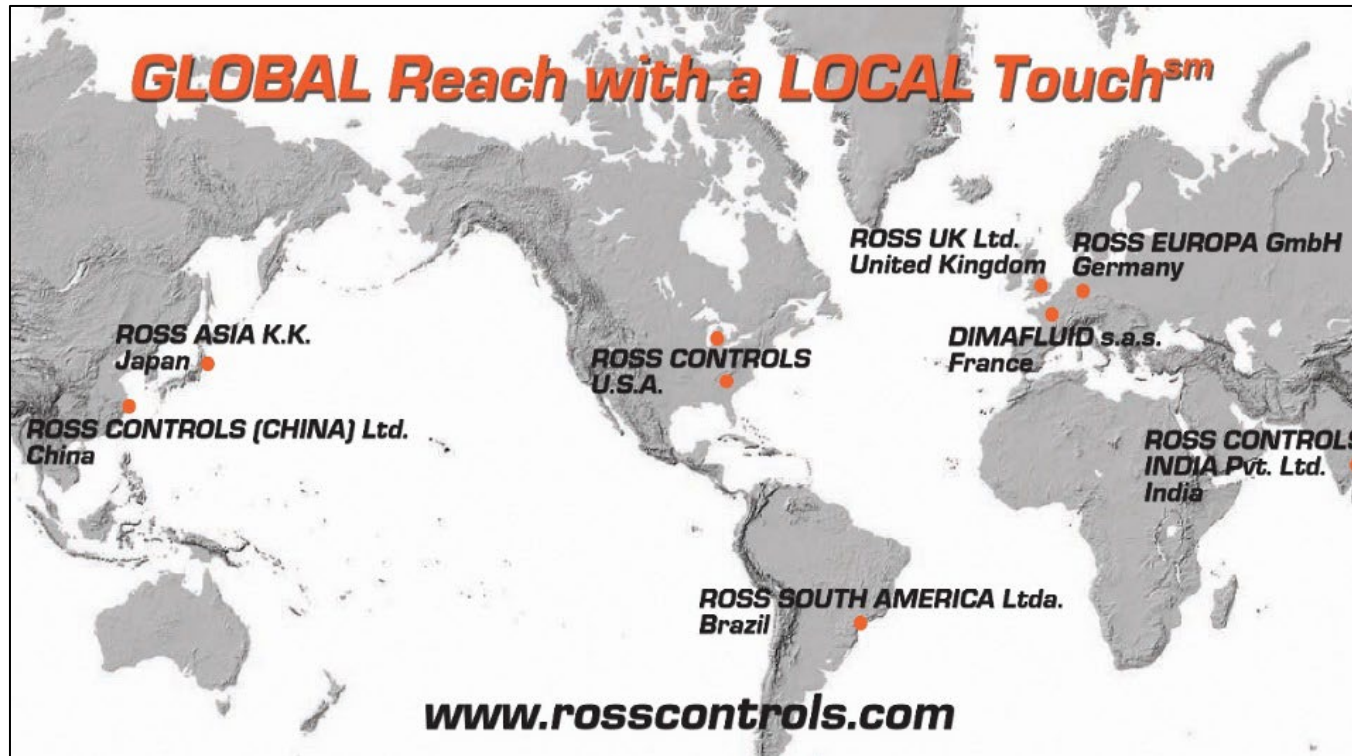 GLOBAL Reach with a LOCAL Touch℠
ROSS UK Ltd.
United Kingdom
ROSS EUROPA GmbH
Germany
ROSS ASIA K.K.
Japan
ROSS CONTROLS
U.S.A.
DIMAFLUID s.a.s.
France
ROSS CONTROLS (CHINA) Ltd.
China
ROSS CONTROLS
INDIA Pvt. Ltd.
India
ROSS SOUTH AMERICA Ltda.
Brazil
www.rosscontrols.com